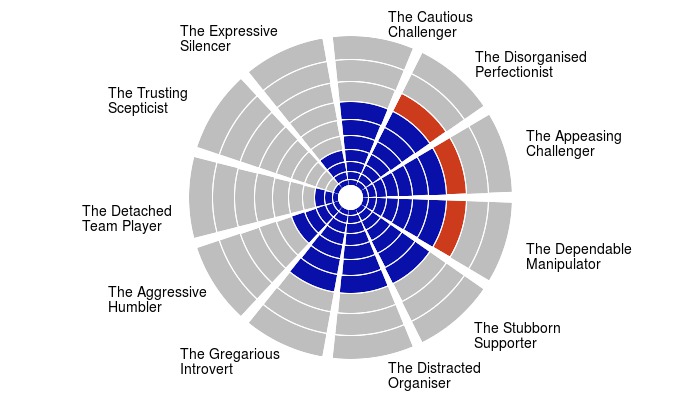 The Cautious
Challenger
The Disorganised
Perfectionist
The Appeasing
Challenger
The Dependable
Manipulator
The Stubborn
Supporter
The Distracted
Organiser
The Gregarious
Introvert
The Aggressive
Humbler
The Detached
Team Player
The Trusting
Scepticist
The Expressive
Silencer